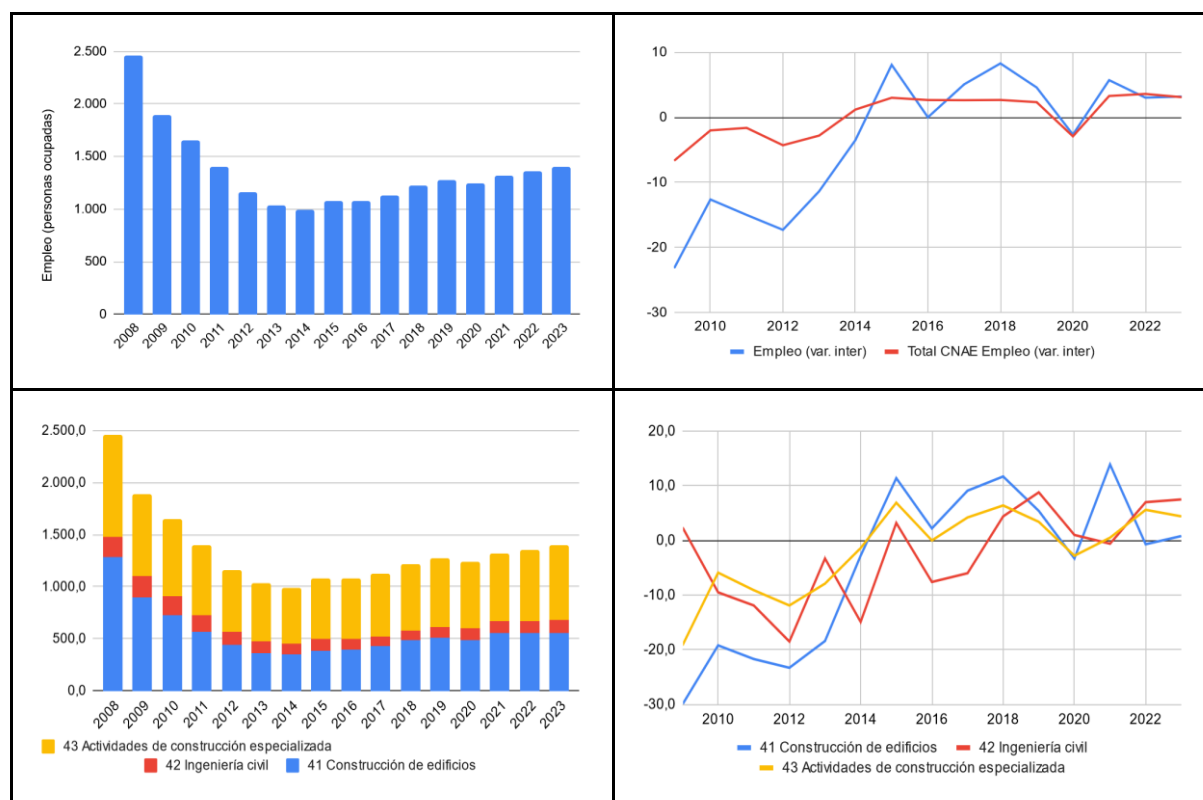 Empleo (personas ocupadas)
2.500
2.000
1.500
1.000
500
0
2008 2009 2010 2011 2012 2013 2014 2015 2016 2017 2018 2019 2020 2021 2022 2023
10
0
-10
-20
-30
2010 2012 2014 2016 2018 2020 2022
Empleo (var. inter) Total CNAE Empleo (var. inter)
2.500,0
2.000,0
1.500,0
1.000,0
500,0
0,0
2008 2009 2010 2011 2012 2013 2014 2015 2016 2017 2018 2019 2020 2021 2022 2023
43 Actividades de construcción especializada
42 Ingeniería civil 41 Construcción de edificios
20,0
10,0
0,0
-10,0
-20,0
-30,0
2010 2012 2014 2016 2018 2020 2022
41 Construcción de edificios 42 Ingeniería civil
43 Actividades de construcción especializada